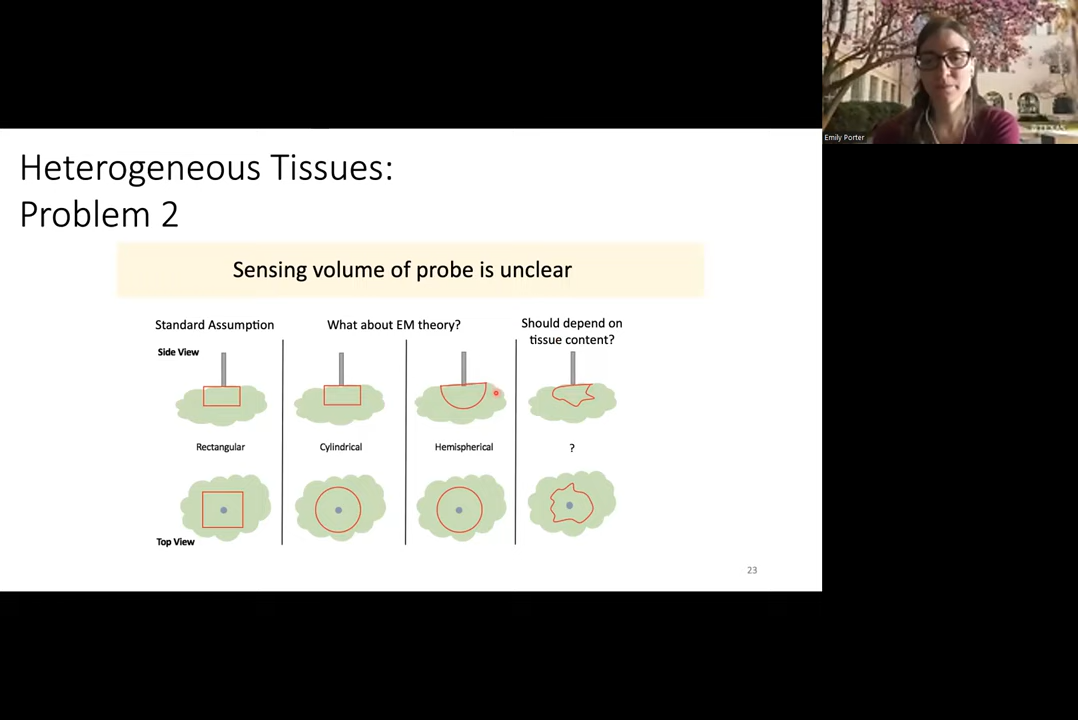 Emily Porter
Heterogeneous Tissues:
Problem 2
Sensing volume of probe is unclear
Standard Assumption
What about EM theory?
Should depend on
tissue content?
Side View
Rectangular
Cylindrical
Hemispherical
?
Top View
23